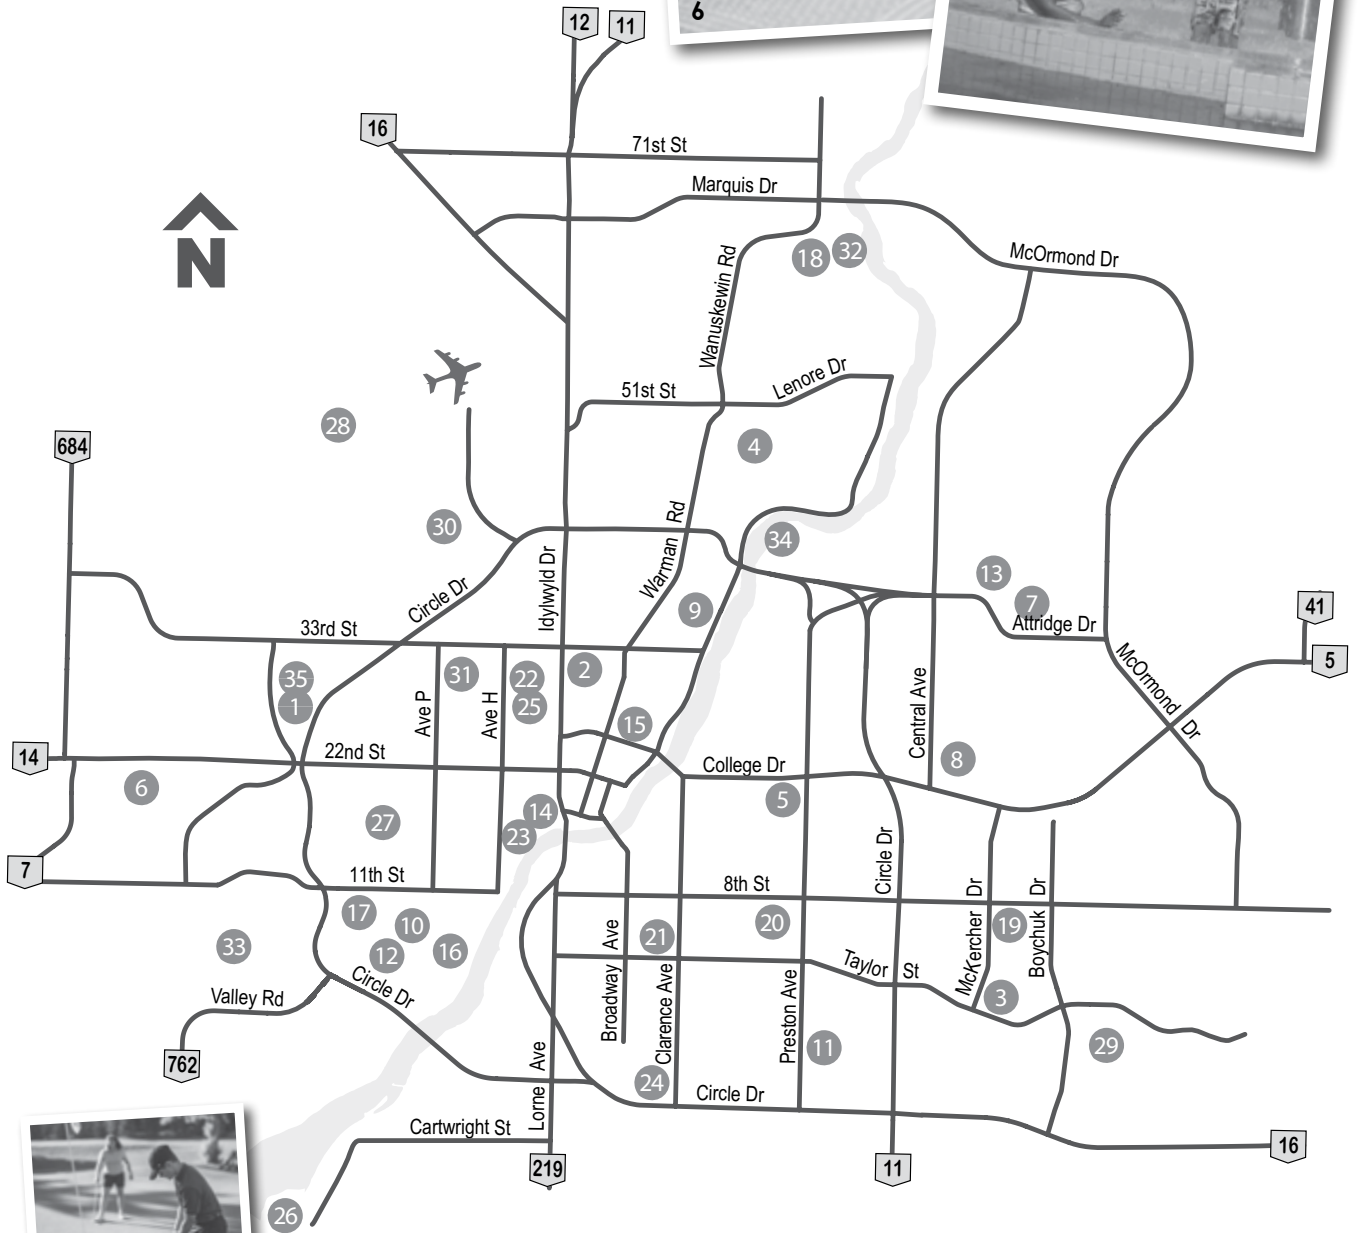 6
12
11
16
71st St
Marquis Dr
N
18
32
McOrmond Dr
Wanuskewin Rd
51st St
Lenore Dr
28
4
684
30
Idylwyld Dr
Warman Rd
34
13
7
41
Attridge Dr
5
9
Circle Dr
33rd St
35
1
Ave P
31
Ave H
22
25
2
15
Central Ave
McOrmond Dr
14
22nd St
College Dr
8
6
27
14
23
5
Circle Dr
7
11th St
8th St
17
10
12
16
33
Broadway Ave
21
20
McKercher Dr
19
Boychuk Dr
Taylor St
Valley Rd
Circle Dr
3
762
Lorne Ave
Clarence Ave
Preston Ave
11
29
24
Circle Dr
Cartwright St
219
11
16
26